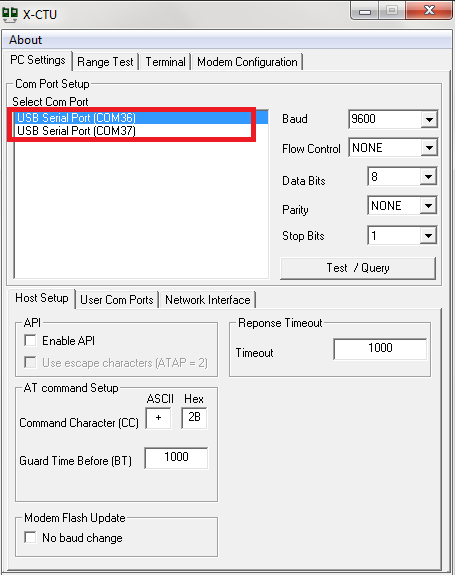 X-CTU
About
PC Settings Range Test Terminal Modem Configuration
Com Port Setup
Select Com Port
USB Serial Port (COM36)
USB Serial Port (COM37)
Baud 9600
Flow Control NONE
Data Bits 8
Parity NONE
Stop Bits 1
Test / Query
Host Setup User Com Ports Network Interface
API
Enable API
Use escape characters (ATAP = 2)
Reponse Timeout
Timeout 1000
AT command Setup
ASCII Hex
Command Character (CC) + 2B
Guard Time Before (BT) 1000
Modem Flash Update
No baud change